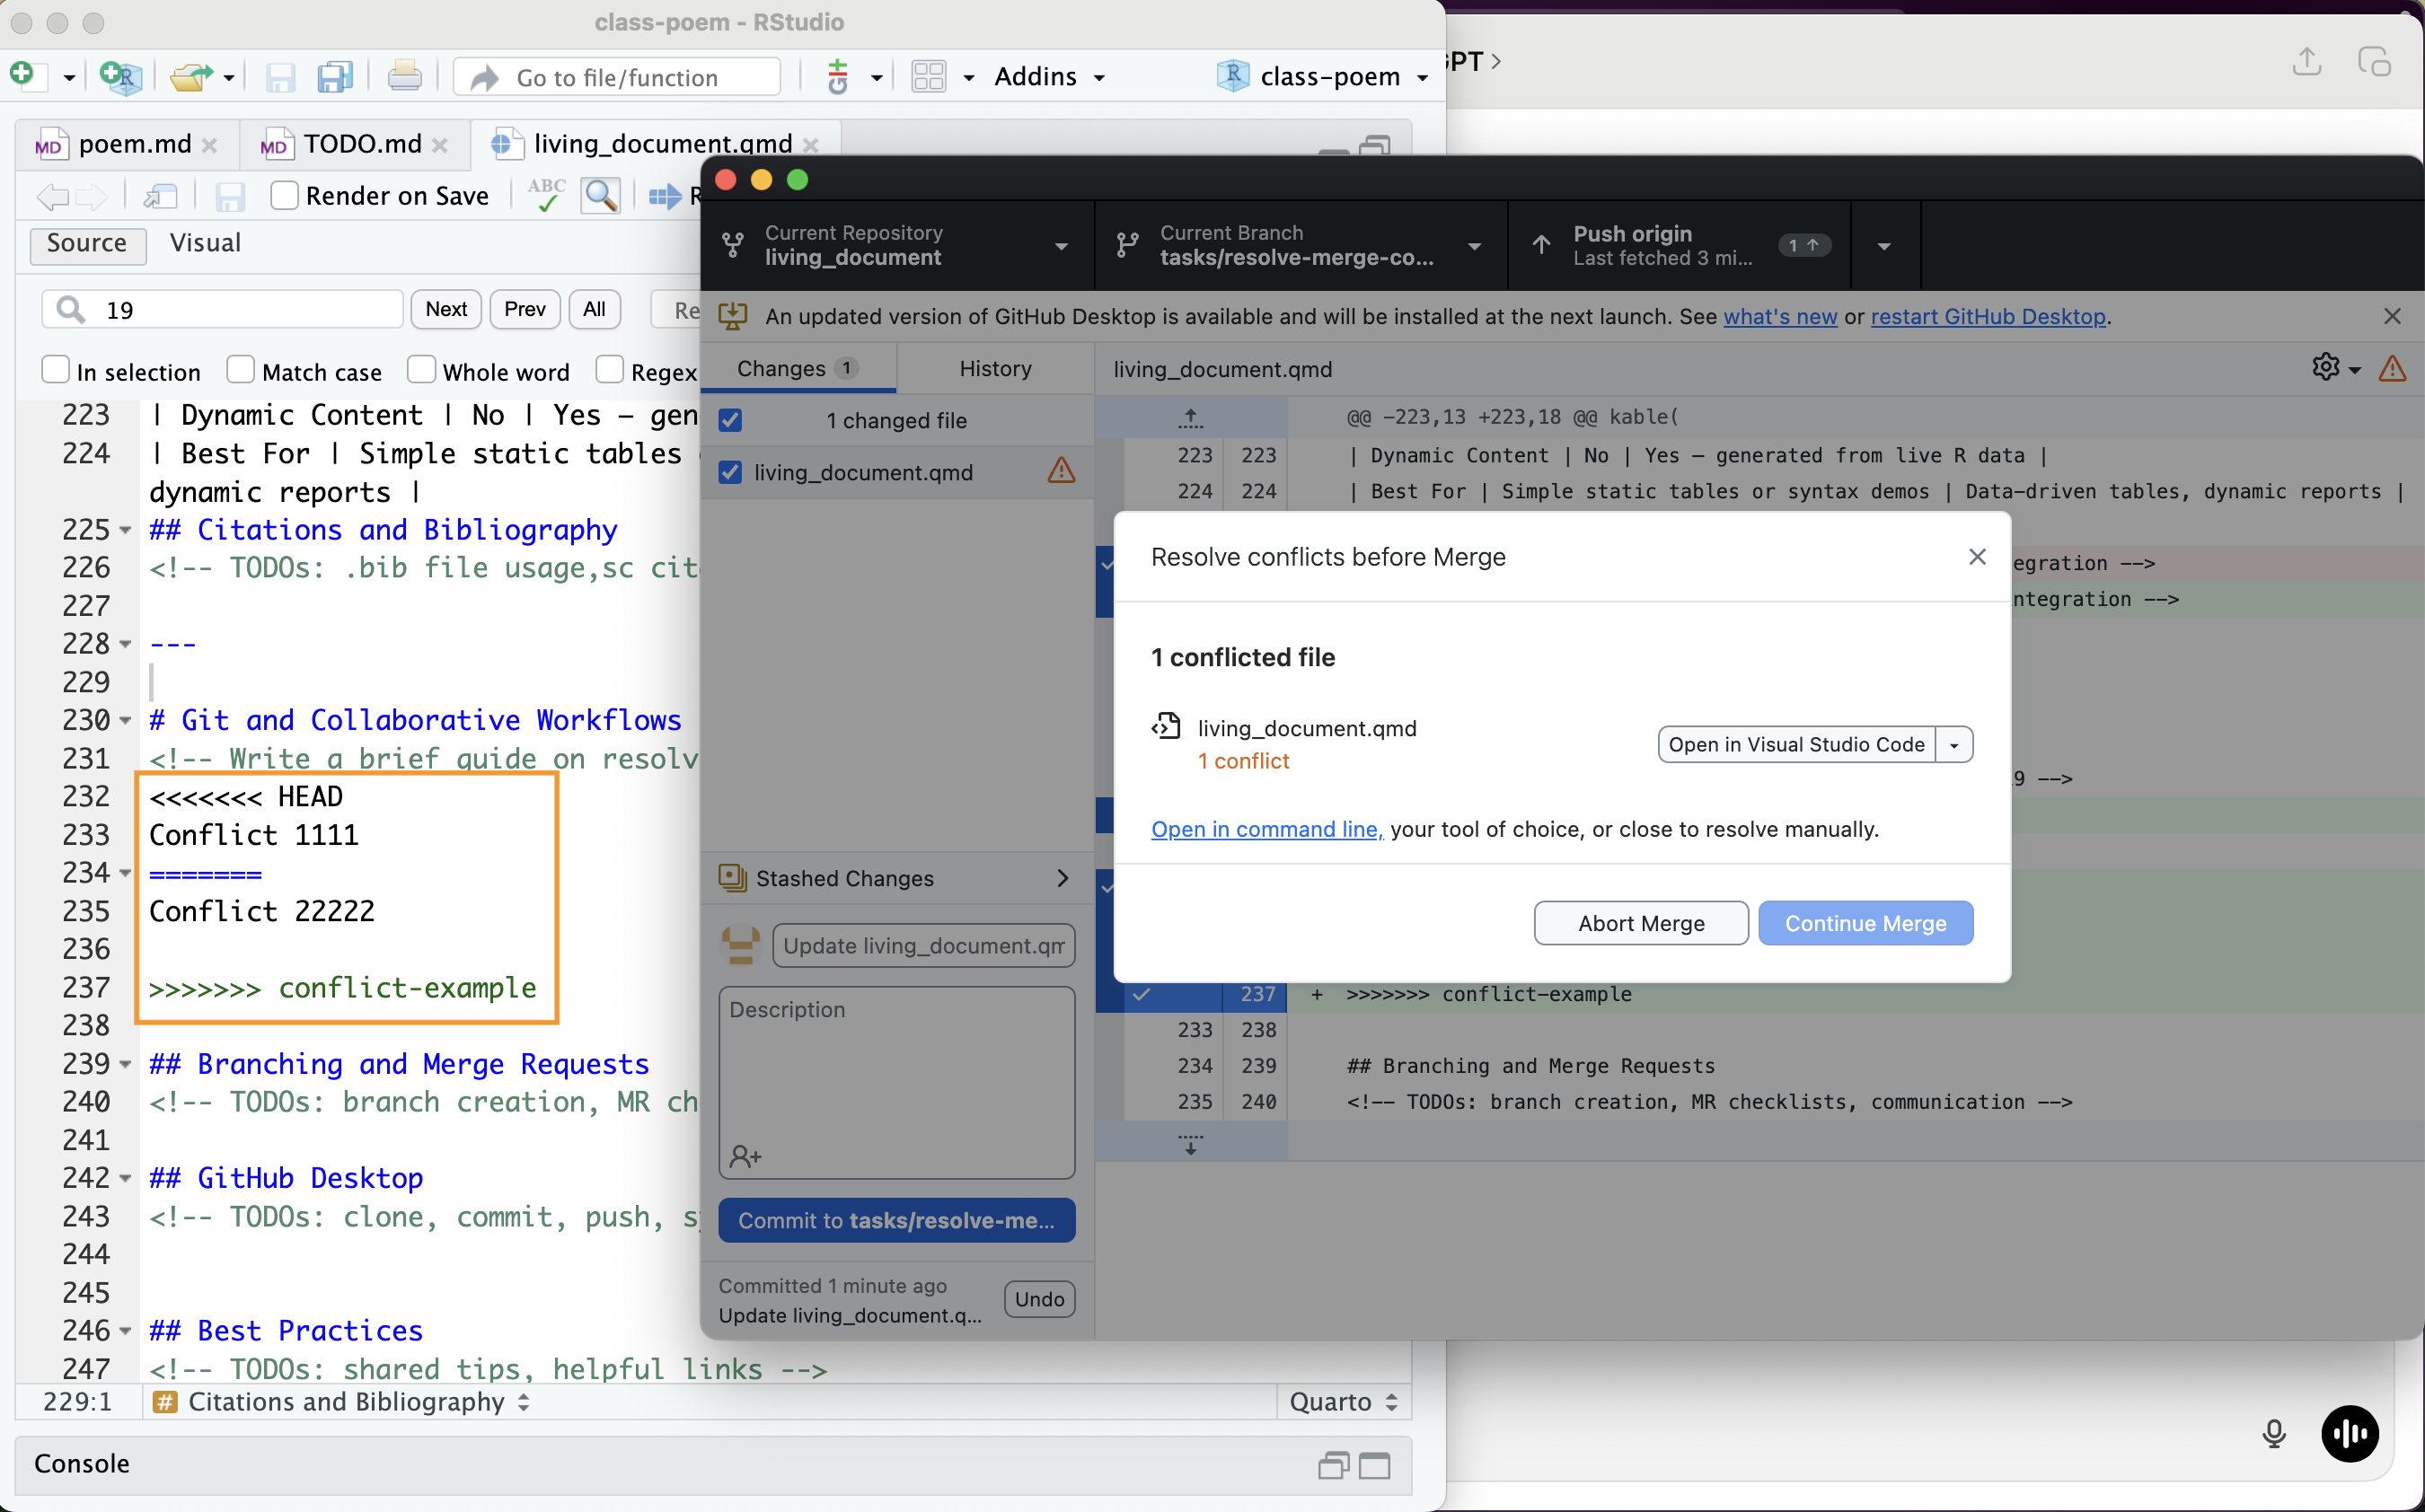 class-poem - RStudio
Go to file/function
Addins
class-poem
MD poem.md
MD TODO.md
living_document.qmd
Render on Save
ABC
Source
Visual
19
Next
Prev
All
In selection
Match case
Whole word
Regex
223 | Dynamic Content | No | Yes – gen
224 | Best For | Simple static tables
dynamic reports |
225 ## Citations and Bibliography
226 <!-- TODOs: .bib file usage,sc cit
227
228 ---
229
230 # Git and Collaborative Workflows
231 <!-- Write a brief guide on resolv
232 <<<<<<< HEAD
233 Conflict 1111
234 =======
235 Conflict 22222
236
237 >>>>>>> conflict-example
238
239 ## Branching and Merge Requests
240 <!-- TODOs: branch creation, MR ch
241
242 ## GitHub Desktop
243 <!-- TODOs: clone, commit, push, s
244
245
246 ## Best Practices
247 <!-- TODOs: shared tips, helpful links -->
229:1
# Citations and Bibliography
Quarto
Console
GPT >
Current Repository
living_document
Current Branch
tasks/resolve-merge-co...
Push origin
Last fetched 3 mi...
1 ↑
An updated version of GitHub Desktop is available and will be installed at the next launch. See what's new or restart GitHub Desktop.
Changes 1
History
living_document.qmd
1 changed file
living_document.qmd
@@ -223,13 +223,18 @@ kable(
223 223 | Dynamic Content | No | Yes – generated from live R data |
224 224 | Best For | Simple static tables or syntax demos | Data-driven tables, dynamic reports |
egration -->
ntegration -->
9 -->
237 + >>>>>>> conflict-example
233 238
234 239 ## Branching and Merge Requests
235 240 <!-- TODOs: branch creation, MR checklists, communication -->
Resolve conflicts before Merge
1 conflicted file
living_document.qmd
1 conflict
Open in Visual Studio Code
Open in command line, your tool of choice, or close to resolve manually.
Abort Merge
Continue Merge
Stashed Changes
Update living_document.qm
Description
Commit to tasks/resolve-me...
Committed 1 minute ago
Update living_document.q...
Undo